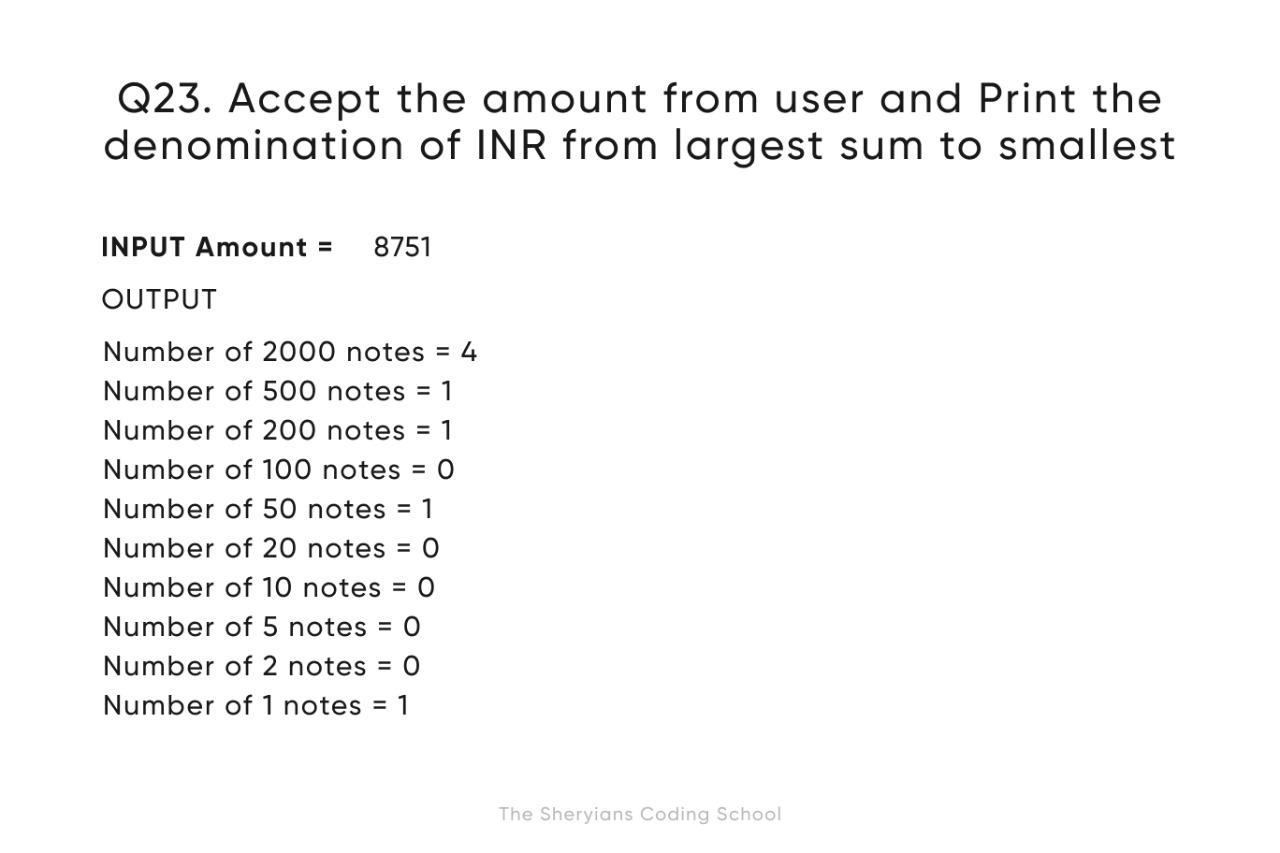 Q23. Accept the amount from user and Print the
denomination of INR from largest sum to smallest
INPUT Amount = 8751
OUTPUT
Number of 2000 notes = 4
Number of 500 notes = 1
Number of 200 notes = 1
Number of 100 notes = 0
Number of 50 notes = 1
Number of 20 notes = 0
Number of 10 notes = 0
Number of 5 notes = 0
Number of 2 notes = 0
Number of 1 notes = 1
The Sheryians Coding School